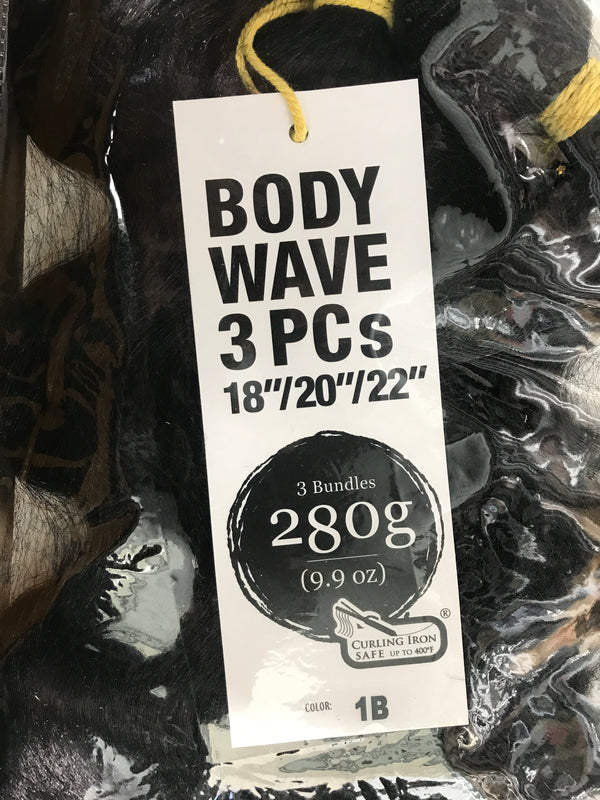 BODY
WAVE
3 PCs
18"/20"/22"
3 Bundles
280g
(9.9 oz)
®
CURLING IRON
SAFE UP TO 400°F
COLOR: 1B